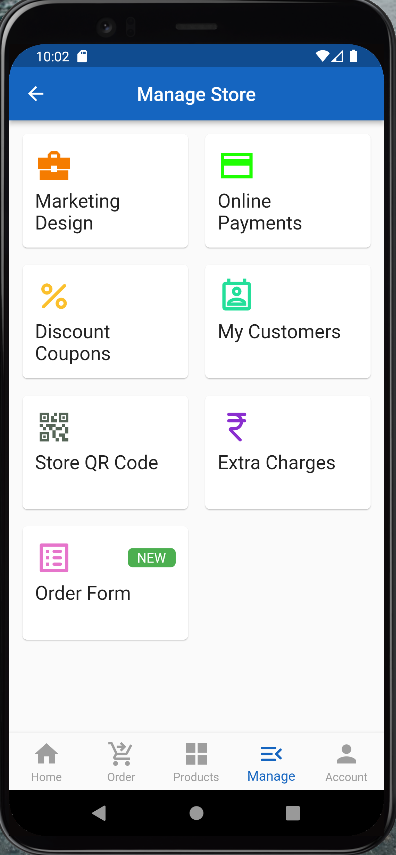 10:02
Manage Store
Marketing
Design
Online
Payments
Discount
Coupons
My Customers
Store QR Code
Extra Charges
NEW
Order Form
Home
Order
Products
Manage
Account